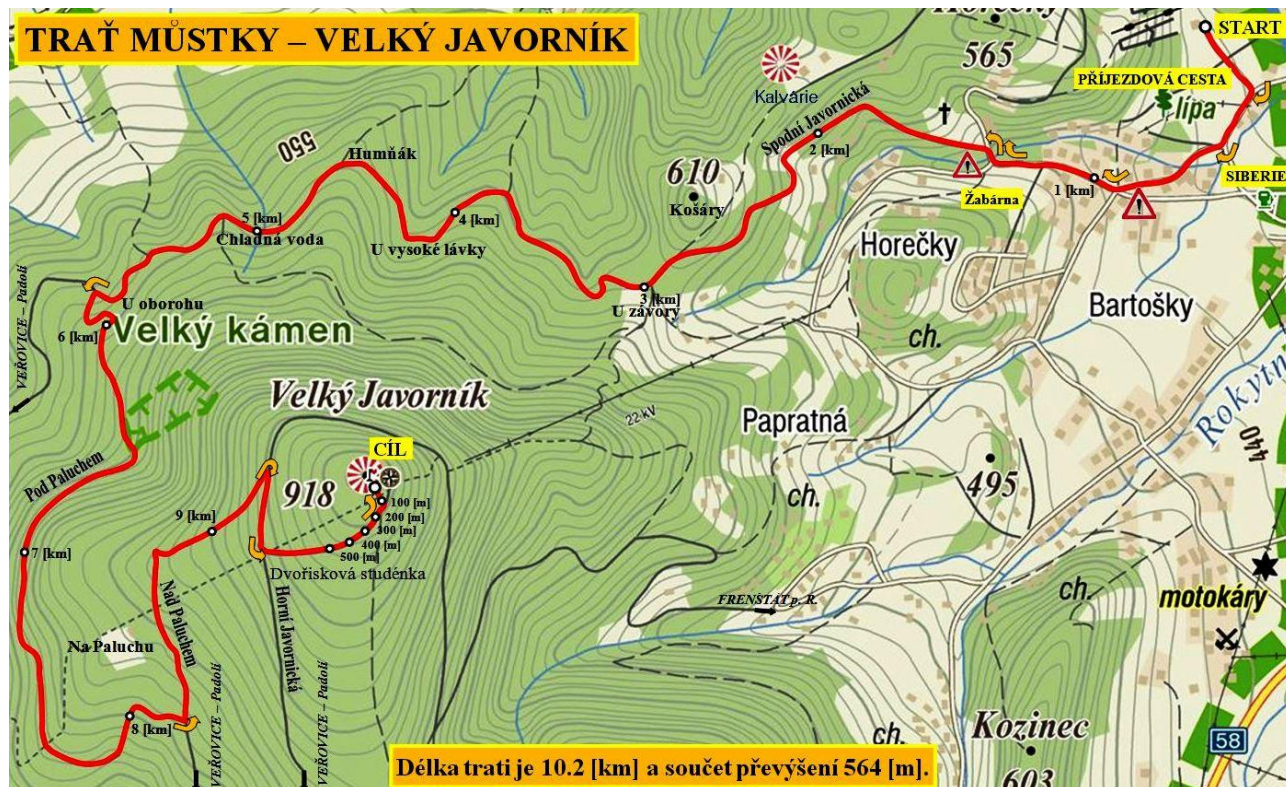 TRAŤ MŮSTKY – VELKÝ JAVORNÍK
START
565
PŘÍJEZDOVÁ CESTA
lípa
Kalvárie
Spodní Javornická
2 [km]
550
Humňák
610
Košáry
Žabárna
1 [km]
SIBERIE
5 [km]
Chladná voda
4 [km]
U vysoké lávky
Horečky
3 [km]
U závory
Bartošky
VEŘOVICE – Padolí
U oborohu
6 [km]
Velký kámen
ch.
Rokytn
Velký Javorník
22 kV
Papratná
440
CÍL
918
Pod Paluchem
ch.
495
9 [km]
100 [m]
200 [m]
300 [m]
400 [m]
500 [m]
7 [km]
Dvořisková studénka
Nad Paluchem
Horní Javornická
FRENŠTÁT p. R.
ch.
motokáry
Na Paluchu
8 [km]
VEŘOVICE – Padolí
VEŘOVICE – Padolí
ch.
Kozinec
603
58
Délka trati je 10.2 [km] a součet převýšení 564 [m].